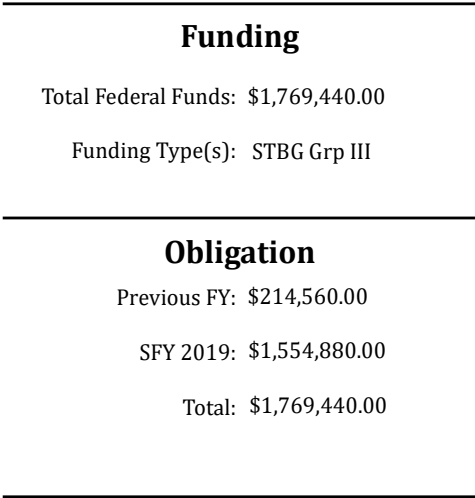 Funding
Total Federal Funds: $1,769,440.00
Funding Type(s): STBG Grp III
Obligation
Previous FY: $214,560.00
SFY 2019: $1,554,880.00
Total: $1,769,440.00